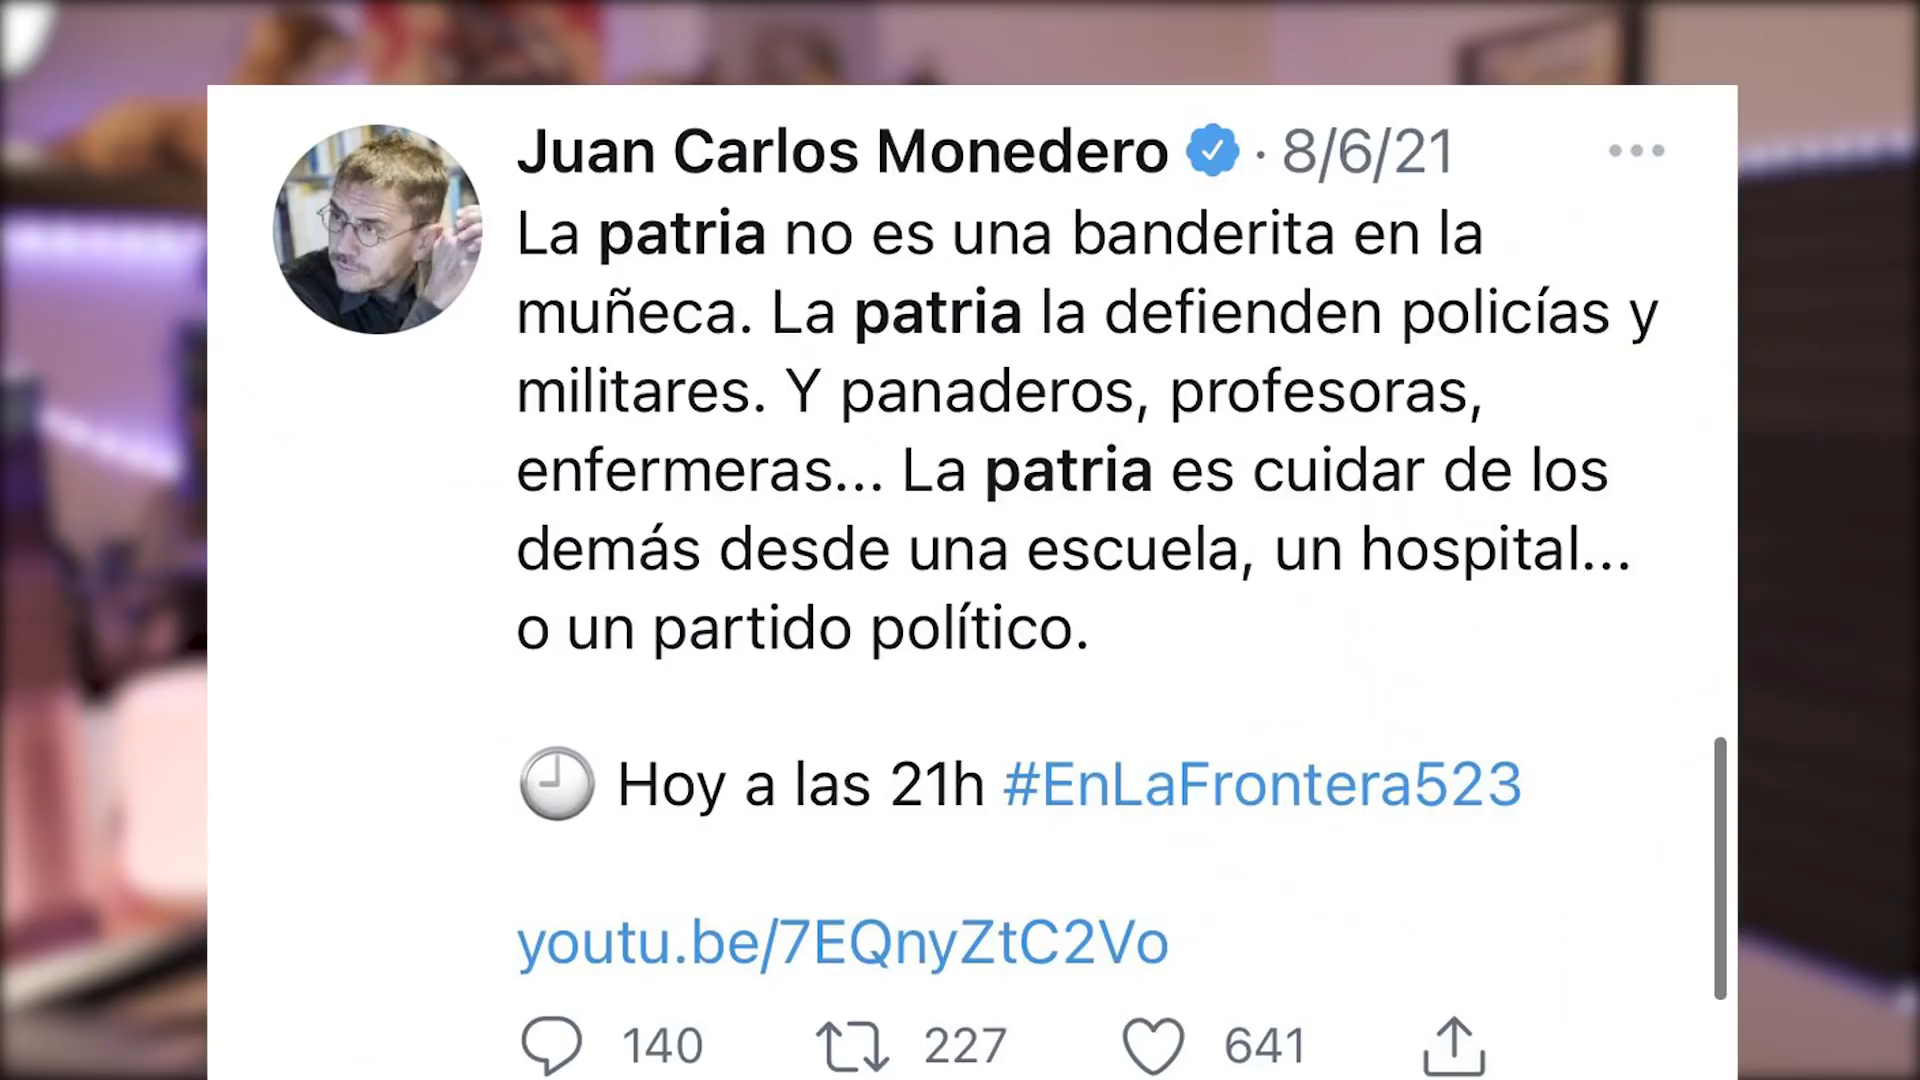 Juan Carlos Monedero · 8/6/21
La patria no es una banderita en la
muñeca. La patria la defienden policías y
militares. Y panaderos, profesoras,
enfermeras... La patria es cuidar de los
demás desde una escuela, un hospital...
o un partido político.
Hoy a las 21h #EnLaFrontera523
youtu.be/7EQnyZtC2Vo
140 227 641